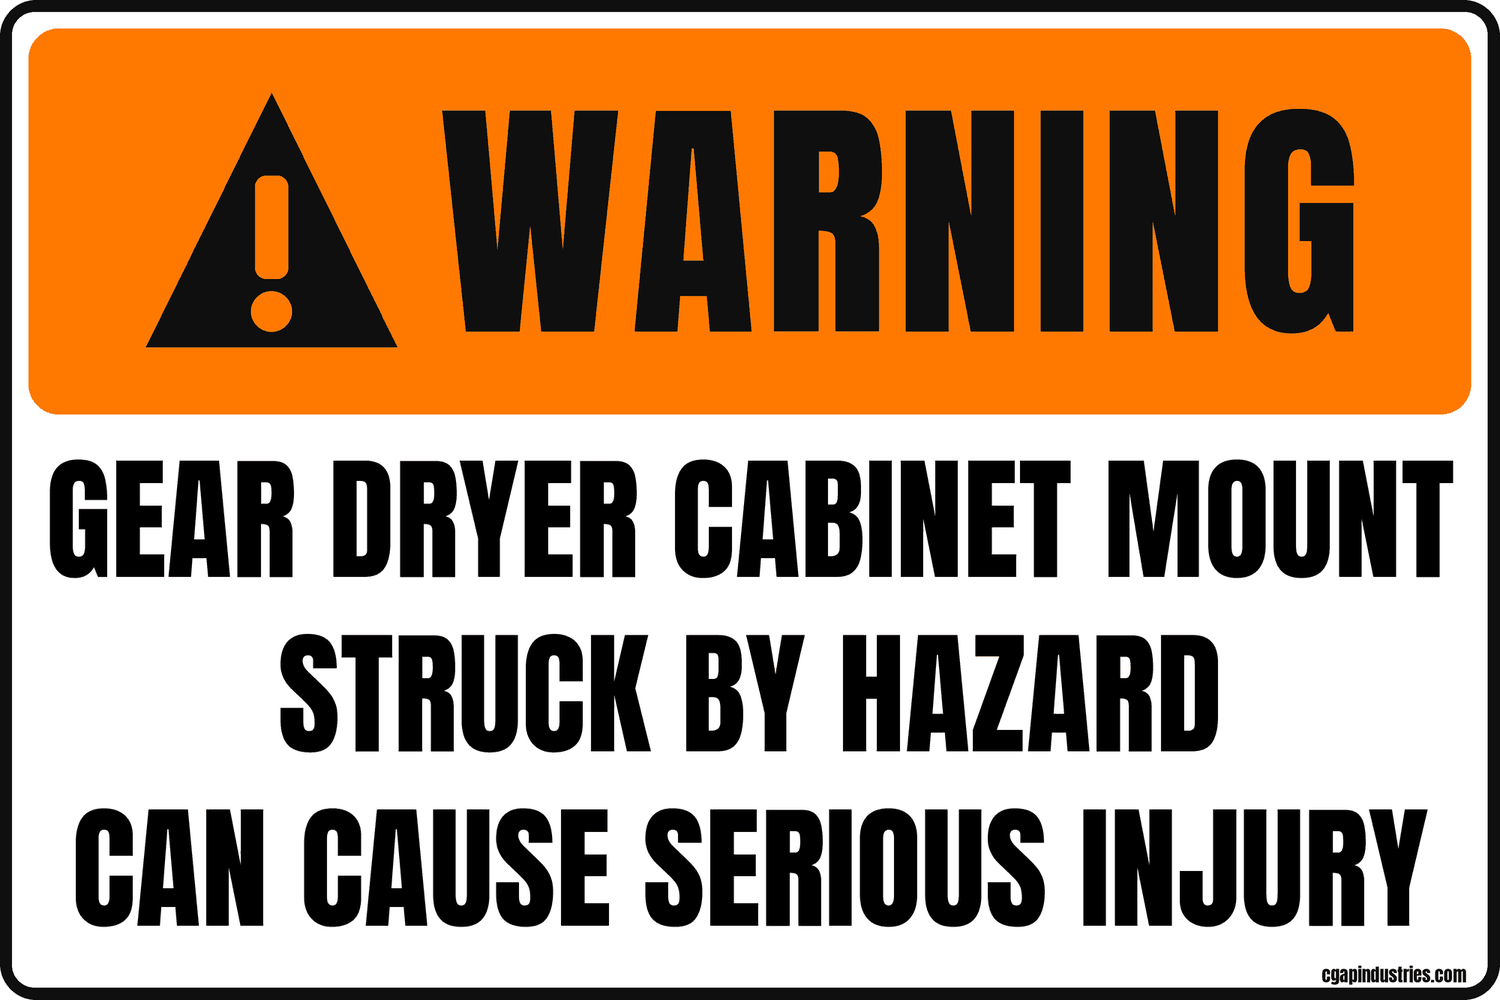 WARNING
GEAR DRYER CABINET MOUNT
STRUCK BY HAZARD
CAN CAUSE SERIOUS INJURY
cgapindustries.com